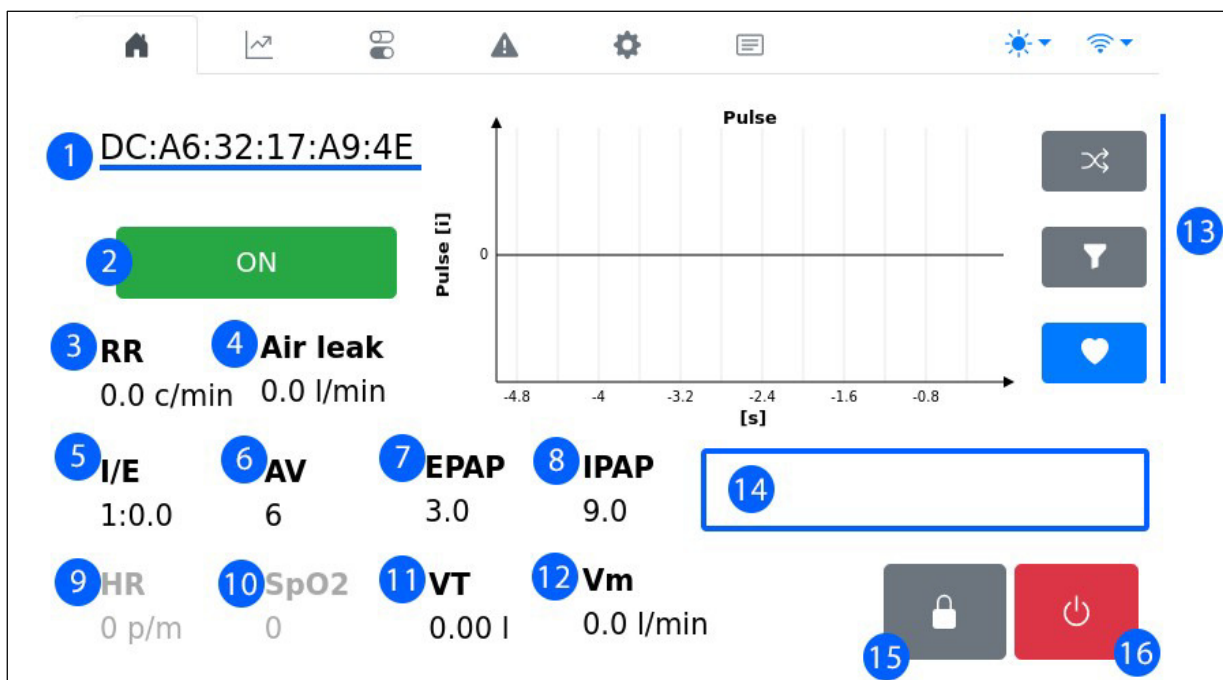 Pulse
1 DC:A6:32:17:A9:4E
2 ON
Pulse [i]
0
-4.8 -4 -3.2 -2.4 -1.6 -0.8
[s]
13
3 RR 4 Air leak
0.0 c/min 0.0 l/min
5 I/E 6 AV 7 EPAP 8 IPAP
1:0.0 6 3.0 9.0
14
9 HR 10 SpO2 11 VT 12 Vm
0 p/m 0 0.00 l 0.0 l/min
15 16